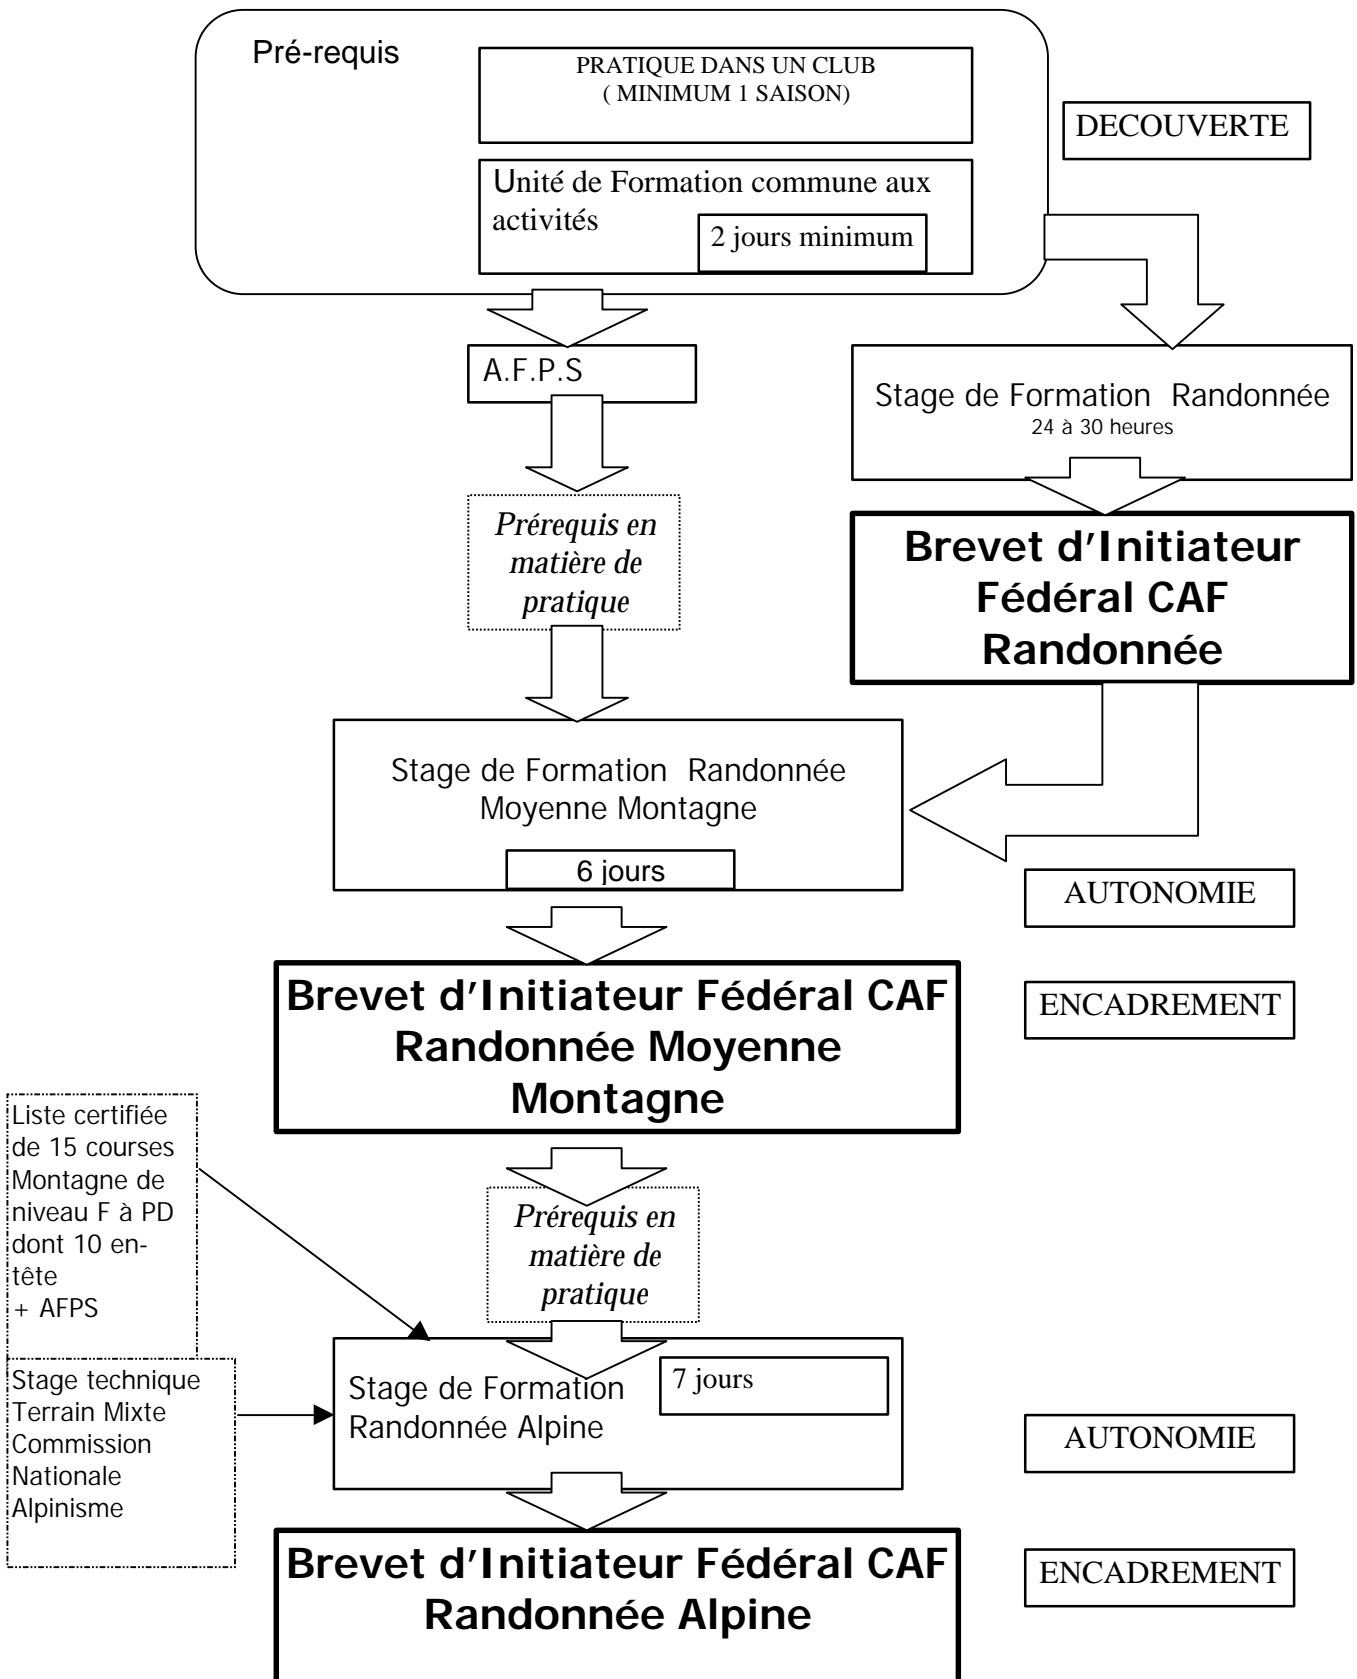 Pré-requis
PRATIQUE DANS UN CLUB
( MINIMUM 1 SAISON)
DECOUVERTE
Unité de Formation commune aux
activités
2 jours minimum
A.F.P.S
Stage de Formation Randonnée
24 à 30 heures
Prérequis en
matière de
pratique
Brevet d'Initiateur
Fédéral CAF
Randonnée
Stage de Formation Randonnée
Moyenne Montagne
6 jours
AUTONOMIE
Brevet d'Initiateur Fédéral CAF
Randonnée Moyenne
Montagne
ENCADREMENT
Liste certifiée
de 15 courses
Montagne de
niveau F à PD
dont 10 en-
tête
+ AFPS
Prérequis en
matière de
pratique
Stage technique
Terrain Mixte
Commission
Nationale
Alpinisme
Stage de Formation
Randonnée Alpine
7 jours
AUTONOMIE
Brevet d'Initiateur Fédéral CAF
Randonnée Alpine
ENCADREMENT